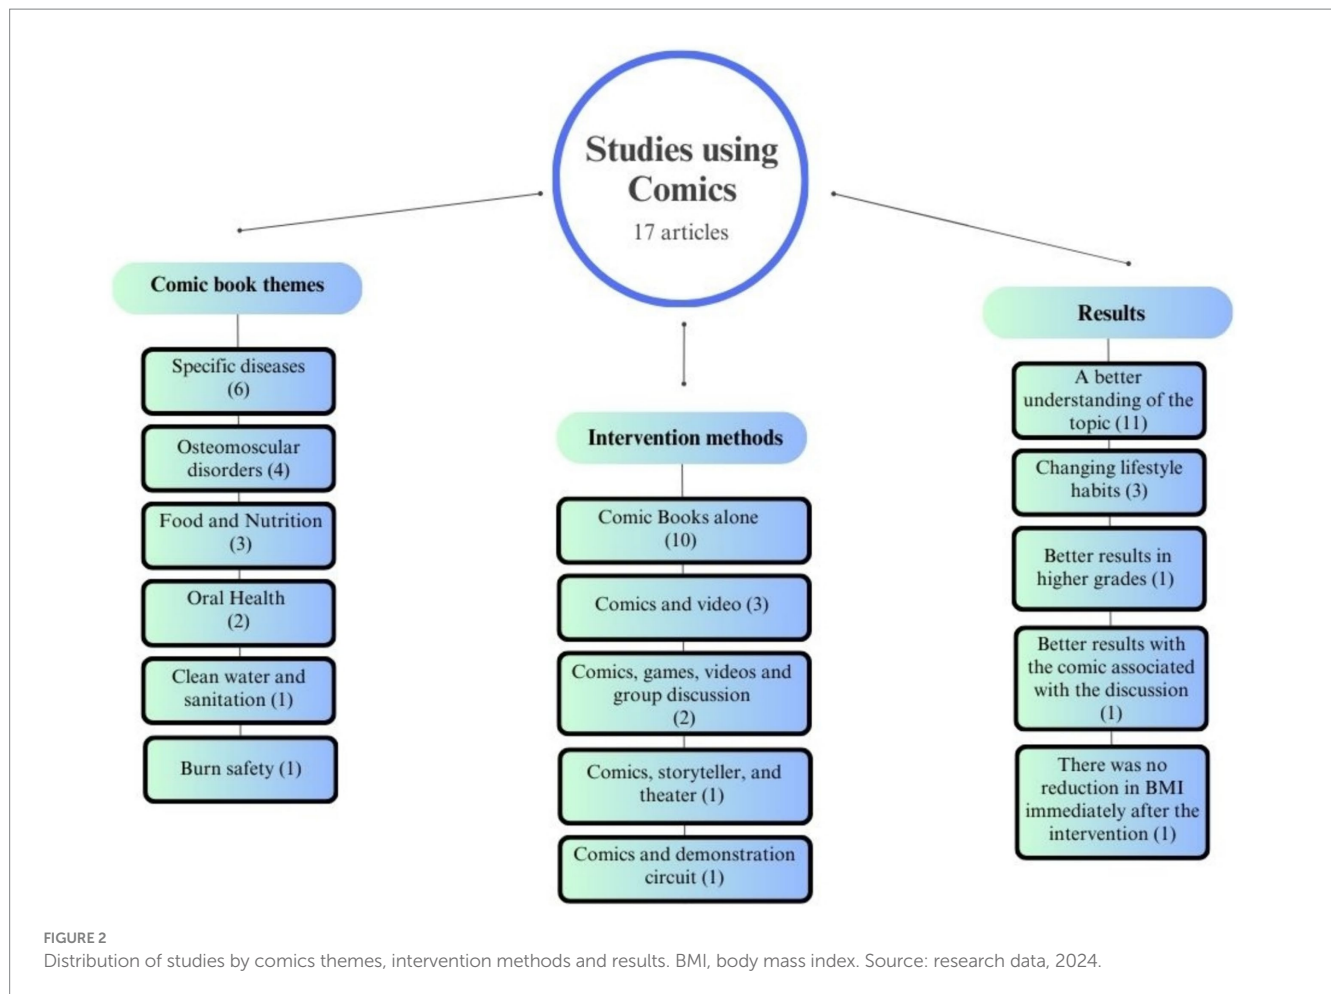 Studies using
Comics
17 articles
Comic book themes
Specific diseases
(6)
Osteomoscular
disorders (4)
Food and Nutrition
(3)
Oral Health
(2)
Clean water and
sanitation (1)
Burn safety (1)
Intervention methods
Comic Books alone
(10)
Comics and video (3)
Comics, games, videos and
group discussion
(2)
Comics, storyteller, and
theater (1)
Comics and demonstration
circuit (1)
Results
A better
understanding of the
topic (11)
Changing lifestyle
habits (3)
Better results in
higher grades (1)
Better results with
the comic associated
with the discussion
(1)
There was no
reduction in BMI
immediately after the
intervention (1)
FIGURE 2
Distribution of studies by comics themes, intervention methods and results. BMI, body mass index. Source: research data, 2024.